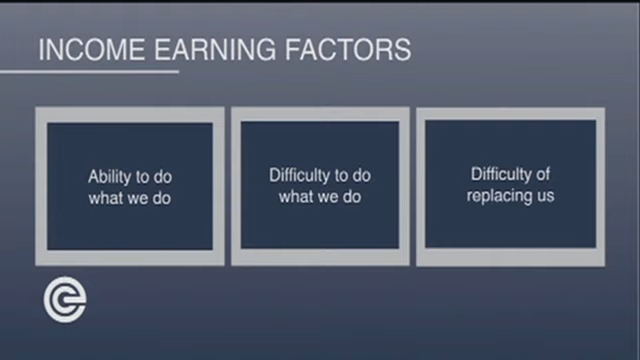 INCOME EARNING FACTORS
Ability to do
what we do
Difficulty to do
what we do
Difficulty of
replacing us